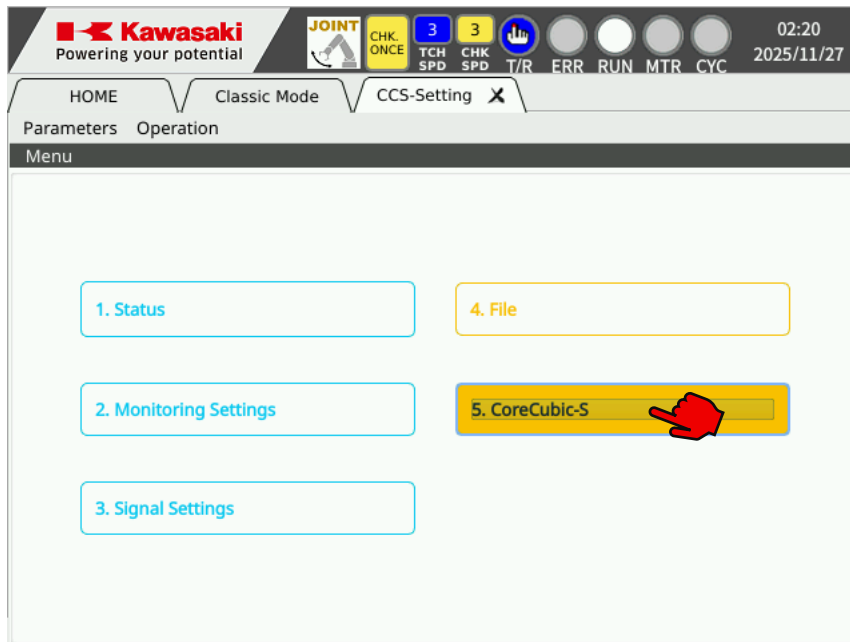 Kawasaki
Powering your potential
JOINT
CHK.
ONCE
3
TCH
SPD
3
CHK
SPD
T/R
ERR
RUN
MTR
CYC
02:20
2025/11/27
HOME
Classic Mode
CCS-Setting X
Parameters Operation
Menu
1. Status
4. File
2. Monitoring Settings
5. CoreCubic-S
3. Signal Settings